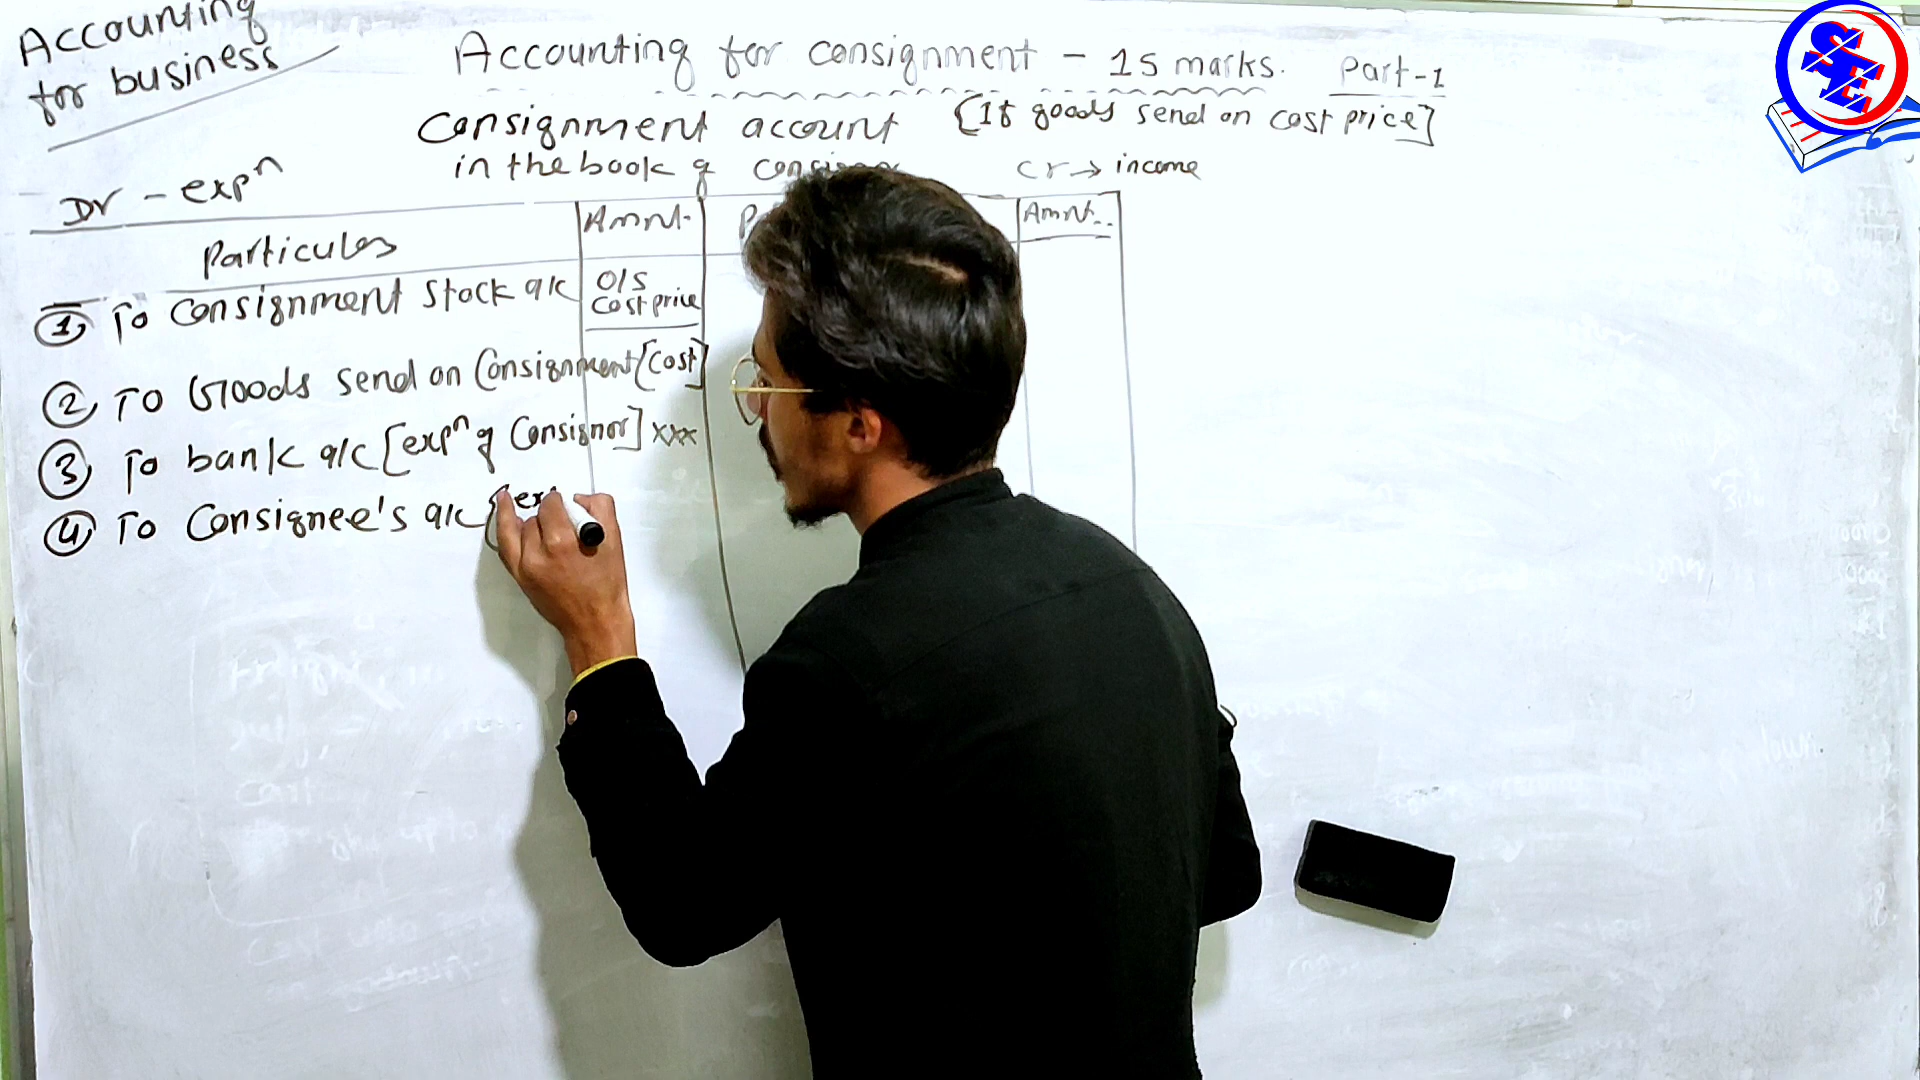 Accounting
for business
Accounting for consignment - 15 marks. Part-1
Consignment account [If goods send on cost price]
in the book of
Dr - expn
cr → income
Particules
Amnt.
Amnt..
① To Consignment Stock a/c
O/S
Cost price
② To Goods send on Consignment [Cost]
③ To bank a/c [expn of Consignor] xxx
④ To Consignee's a/c [
SE